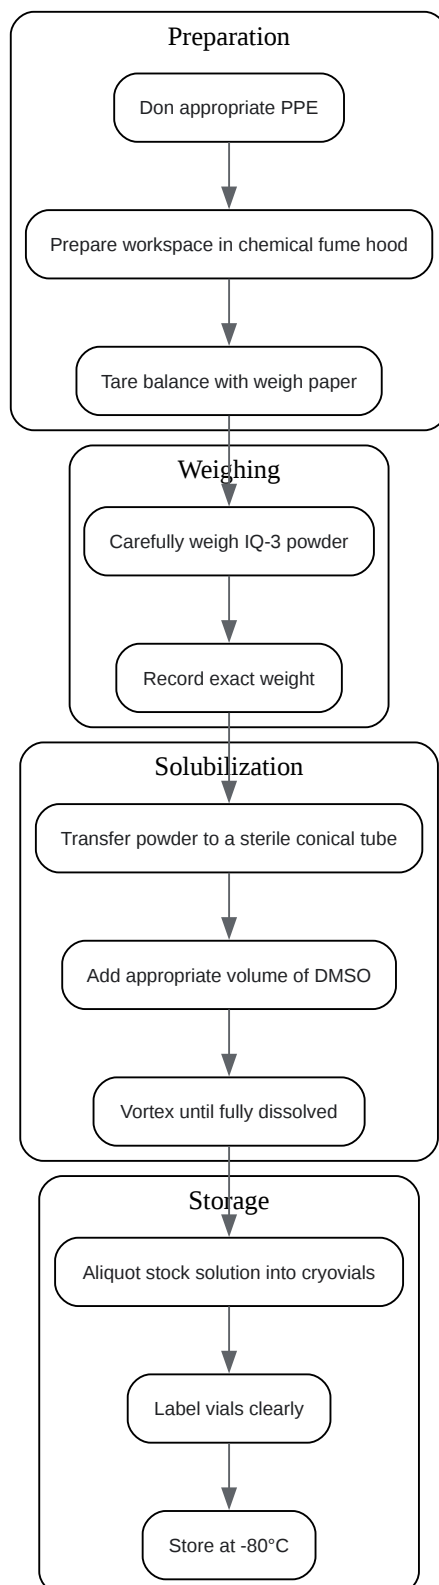 Preparation
Don appropriate PPE
Prepare workspace in chemical fume hood
Tare balance with weigh paper
Weighing
Carefully weigh IQ-3 powder
Record exact weight
Solubilization
Transfer powder to a sterile conical tube
Add appropriate volume of DMSO
Vortex until fully dissolved
Storage
Aliquot stock solution into cryovials
Label vials clearly
Store at -80°C